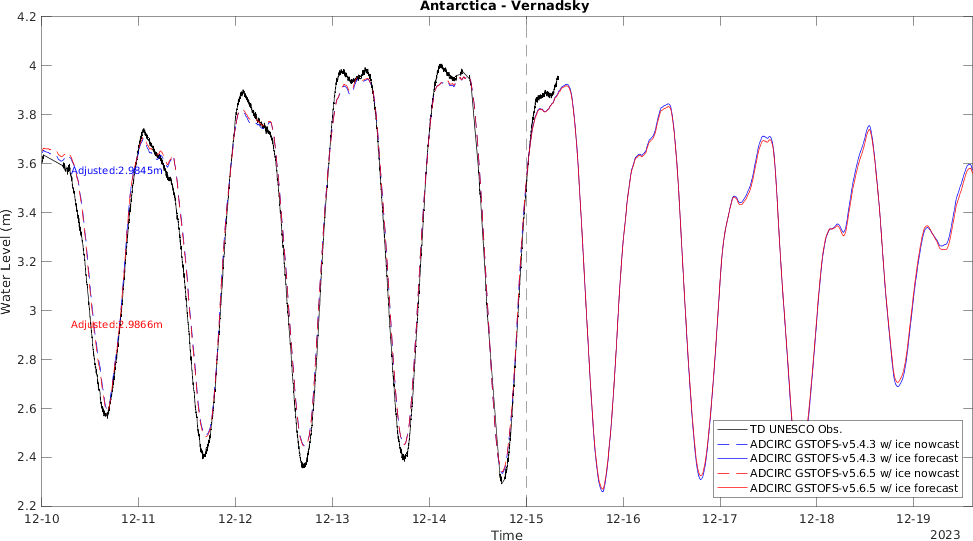 Antarctica - Vernadsky
4.2
4
3.8
3.6
3.4
3.2
3
2.8
2.6
2.4
2.2
Water Level (m)
Adjusted:2.9845m
Adjusted:2.9866m
TD UNESCO Obs.
ADCIRC GSTOFS-v5.4.3 w/ ice nowcast
ADCIRC GSTOFS-v5.4.3 w/ ice forecast
ADCIRC GSTOFS-v5.6.5 w/ ice nowcast
ADCIRC GSTOFS-v5.6.5 w/ ice forecast
12-10 12-11 12-12 12-13 12-14 12-15 12-16 12-17 12-18 12-19
Time
2023